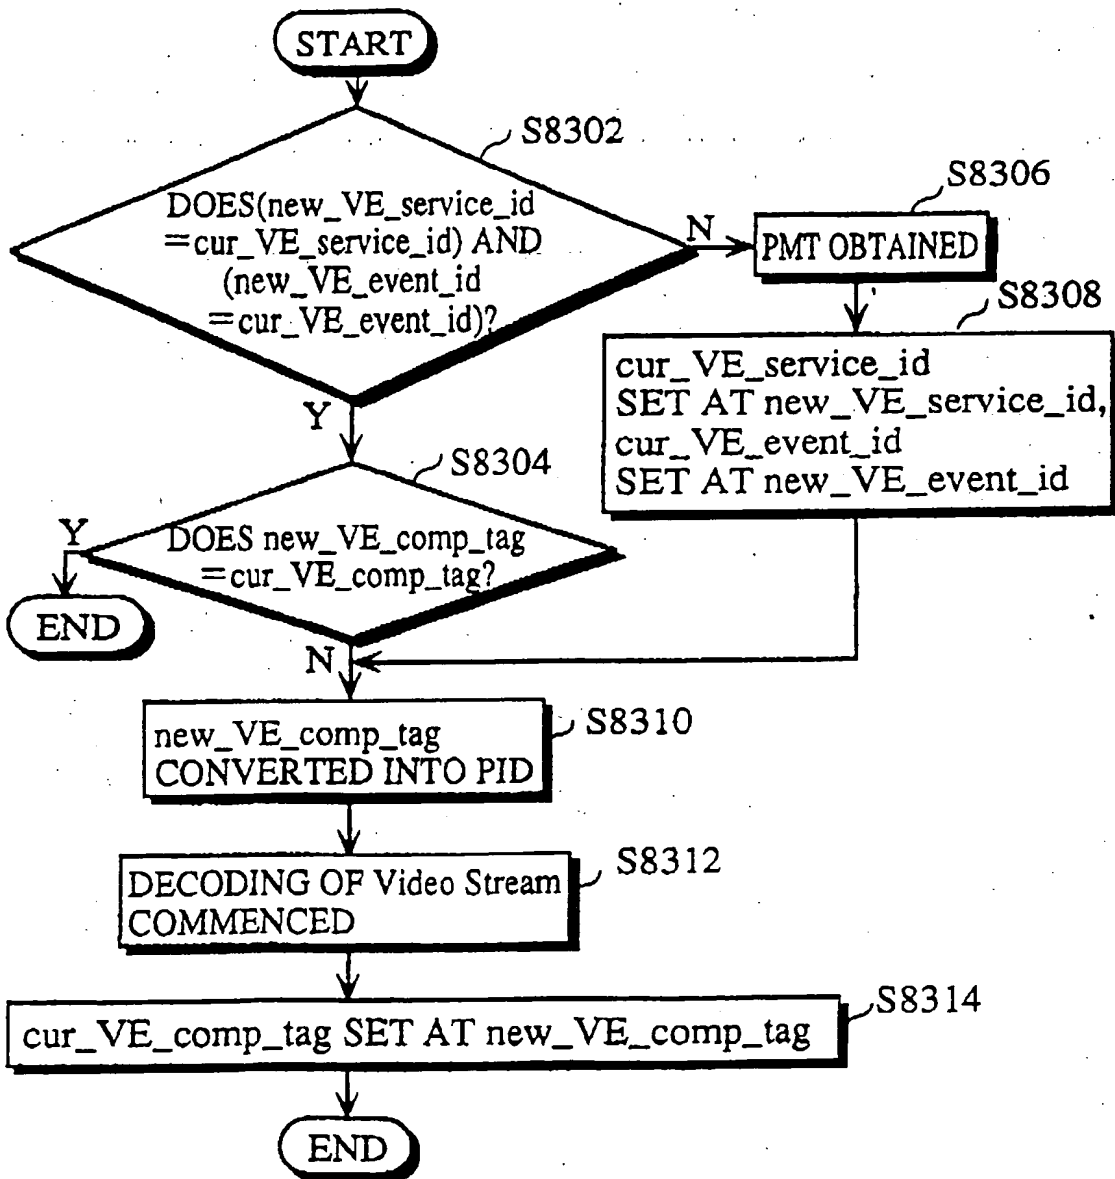 START
S8302
DOES(new_VE_service_id
=cur_VE_service_id) AND
(new_VE_event_id
=cur_VE_event_id)?
N
S8306
PMT OBTAINED
S8308
cur_VE_service_id
SET AT new_VE_service_id,
cur_VE_event_id
SET AT new_VE_event_id
Y
S8304
DOES new_VE_comp_tag
=cur_VE_comp_tag?
Y
END
N
S8310
new_VE_comp_tag
CONVERTED INTO PID
S8312
DECODING OF Video Stream
COMMENCED
S8314
cur_VE_comp_tag SET AT new_VE_comp_tag
END